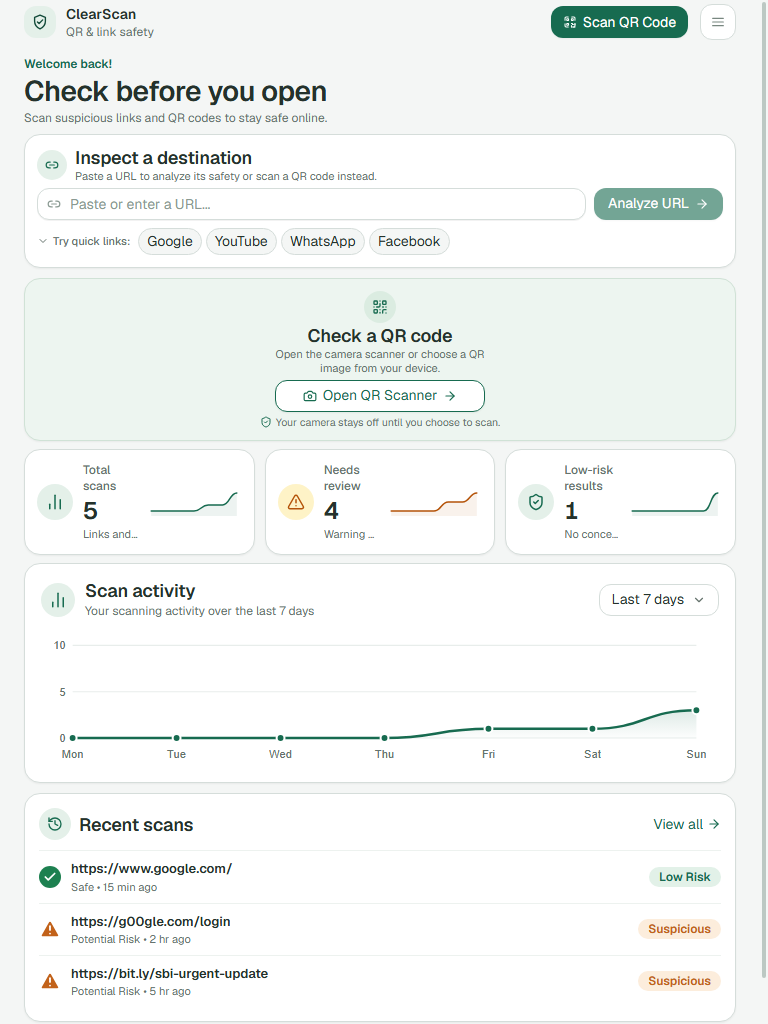 ClearScan
QR & link safety
Scan QR Code
Welcome back!
Check before you open
Scan suspicious links and QR codes to stay safe online.
Inspect a destination
Paste a URL to analyze its safety or scan a QR code instead.
Paste or enter a URL...
Analyze URL
Try quick links:
Google
YouTube
WhatsApp
Facebook
Check a QR code
Open the camera scanner or choose a QR
image from your device.
Open QR Scanner
Your camera stays off until you choose to scan.
Total
scans
5
Links and...
Needs
review
4
Warning ...
Low-risk
results
1
No conce...
Scan activity
Your scanning activity over the last 7 days
Last 7 days
10
5
0
Mon Tue Wed Thu Fri Sat Sun
Recent scans
View all
https://www.google.com/
Safe • 15 min ago
Low Risk
https://g00gle.com/login
Potential Risk • 2 hr ago
Suspicious
https://bit.ly/sbi-urgent-update
Potential Risk • 5 hr ago
Suspicious